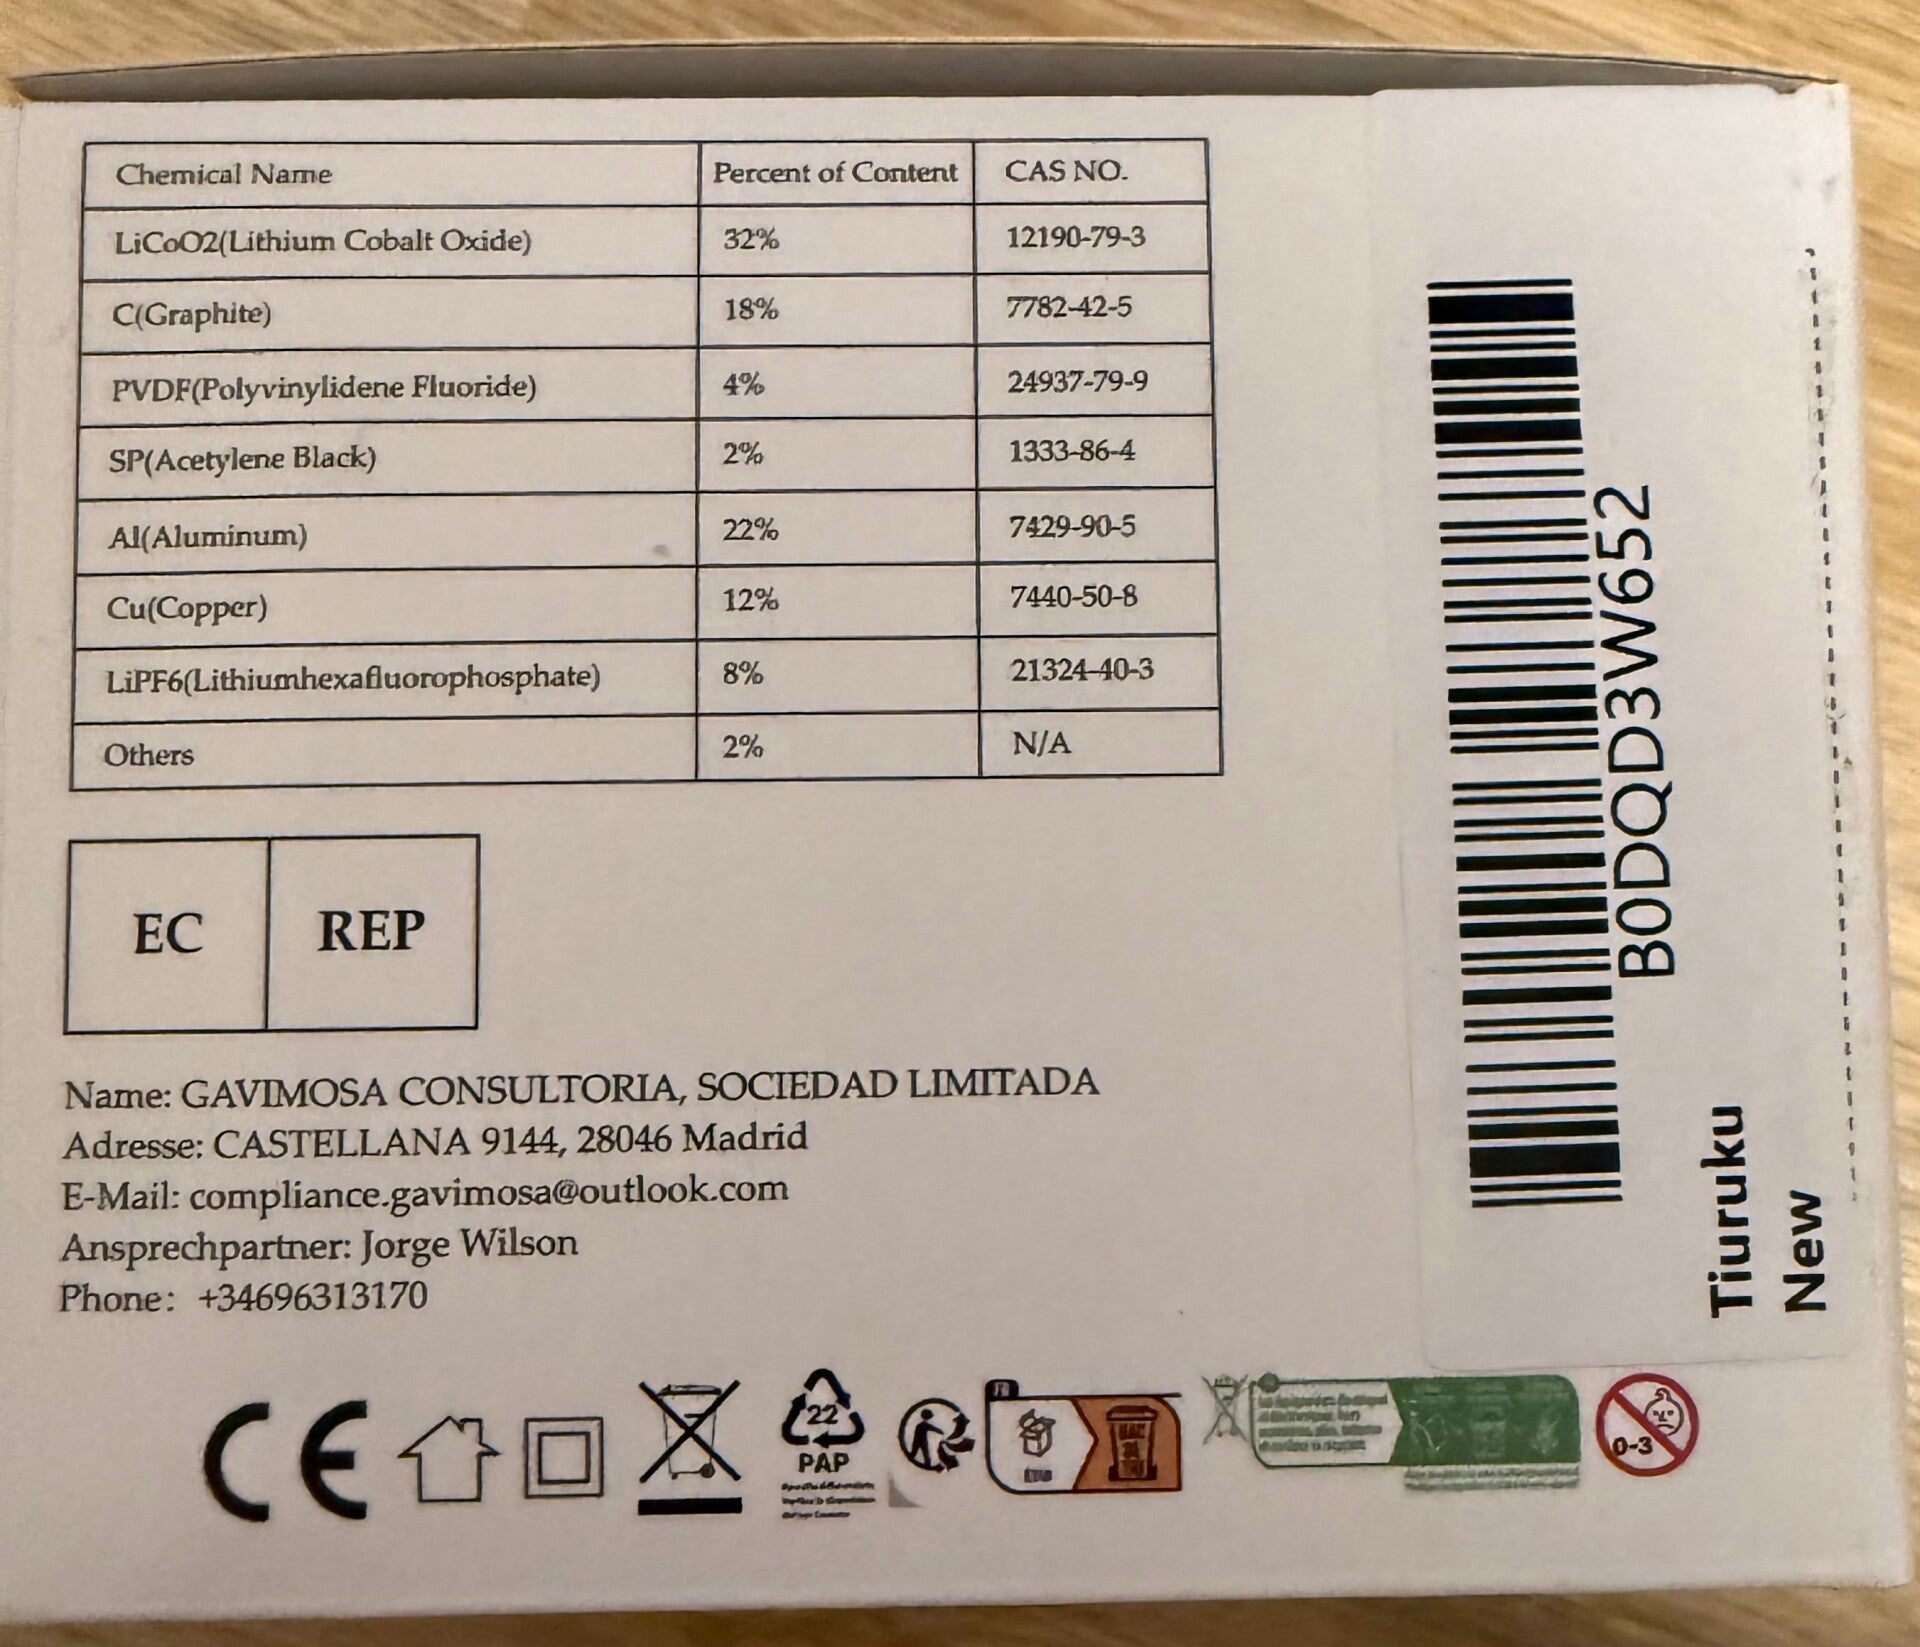 Chemical Name Percent of Content CAS NO.
LiCoO2(Lithium Cobalt Oxide) 32% 12190-79-3
C(Graphite) 18% 7782-42-5
PVDF(Polyvinylidene Fluoride) 4% 24937-79-9
SP(Acetylene Black) 2% 1333-86-4
Al(Aluminum) 22% 7429-90-5
Cu(Copper) 12% 7440-50-8
LiPF6(Lithiumhexafluorophosphate) 8% 21324-40-3
Others 2% N/A
EC REP
Name: GAVIMOSA CONSULTORIA, SOCIEDAD LIMITADA
Adresse: CASTELLANA 9144, 28046 Madrid
E-Mail: compliance.gavimosa@outlook.com
Ansprechpartner: Jorge Wilson
Phone: +34696313170
CE
22
PAP
0-3
B0DQD3W652
Tiuruku
New